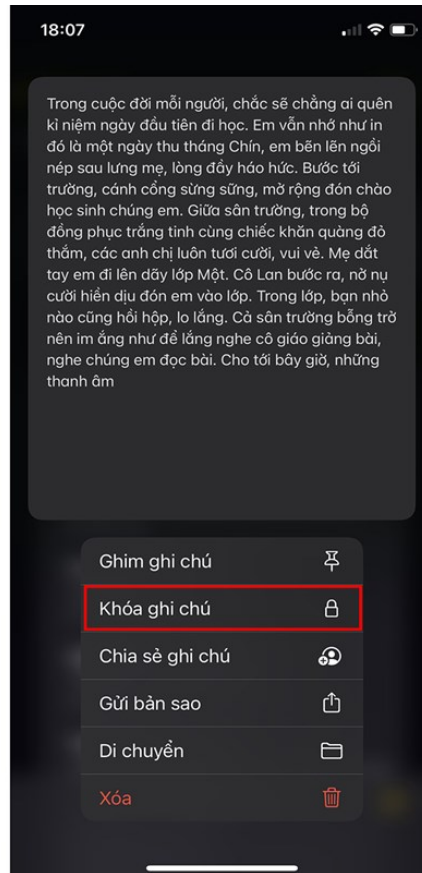 18:07
Trong cuộc đời mỗi người, chắc sẽ chẳng ai quên
kỉ niệm ngày đầu tiên đi học. Em vẫn nhớ như in
đó là một ngày thu tháng Chín, em bẽn lẽn ngồi
nép sau lưng mẹ, lòng đầy háo hức. Bước tới
trường, cánh cổng sừng sững, mở rộng đón chào
học sinh chúng em. Giữa sân trường, trong bộ
đồng phục trắng tinh cùng chiếc khăn quàng đỏ
thắm, các anh chị luôn tươi cười, vui vẻ. Mẹ dắt
tay em đi lên dãy lớp Một. Cô Lan bước ra, nở nụ
cười hiền dịu đón em vào lớp. Trong lớp, bạn nhỏ
nào cũng hồi hộp, lo lắng. Cả sân trường bỗng trở
nên im ắng như để lắng nghe cô giáo giảng bài,
nghe chúng em đọc bài. Cho tới bây giờ, những
thanh âm
Ghim ghi chú
Khóa ghi chú
Chia sẻ ghi chú
Gửi bản sao
Di chuyển
Xóa